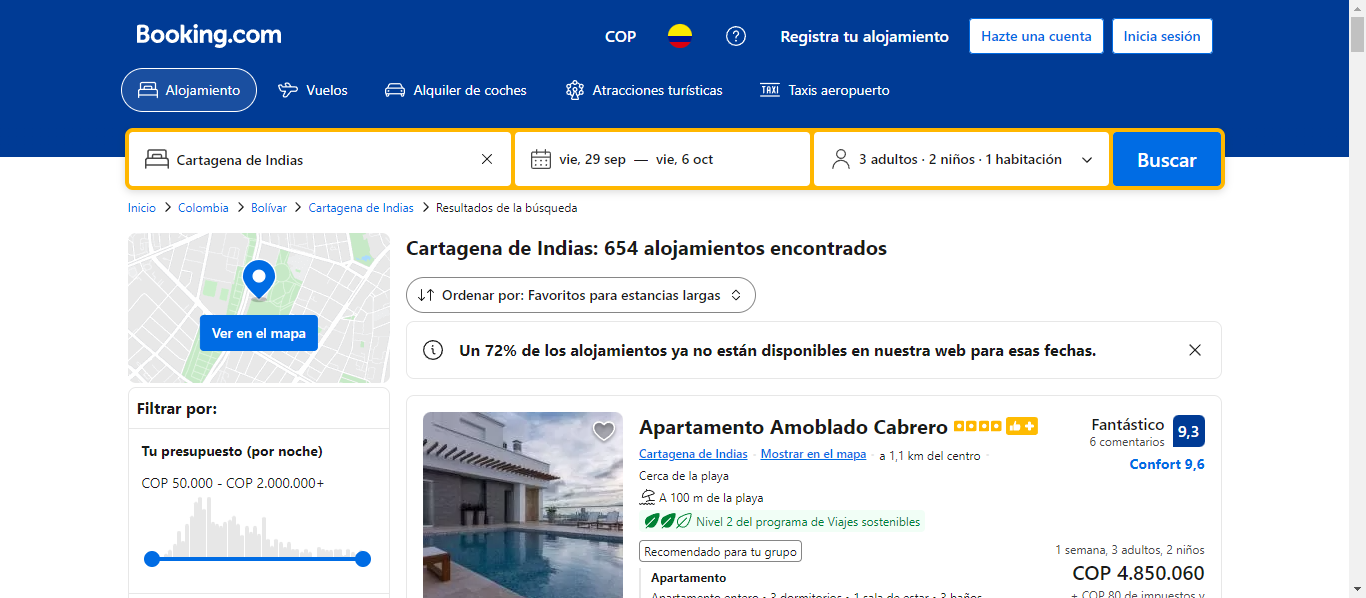 Booking.com
COP
Registra tu alojamiento
Hazte una cuenta
Inicia sesión
Alojamiento
Vuelos
Alquiler de coches
Atracciones turísticas
TAXI Taxis aeropuerto
Cartagena de Indias
vie, 29 sep — vie, 6 oct
3 adultos · 2 niños · 1 habitación
Buscar
Inicio > Colombia > Bolívar > Cartagena de Indias > Resultados de la búsqueda
Ver en el mapa
Filtrar por:
Tu presupuesto (por noche)
COP 50.000 - COP 2.000.000+
Cartagena de Indias: 654 alojamientos encontrados
Ordenar por: Favoritos para estancias largas
Un 72% de los alojamientos ya no están disponibles en nuestra web para esas fechas.
Apartamento Amoblado Cabrero
Cartagena de Indias · Mostrar en el mapa · a 1,1 km del centro ·
Cerca de la playa
A 100 m de la playa
Nivel 2 del programa de Viajes sostenibles
Recomendado para tu grupo
Apartamento
Apartamento entero • 3 dormitorios • 1 sala de estar • 3 baños
Fantástico
6 comentarios
9,3
Confort 9,6
1 semana, 3 adultos, 2 niños
COP 4.850.060
+ COP 80 de impuestos y